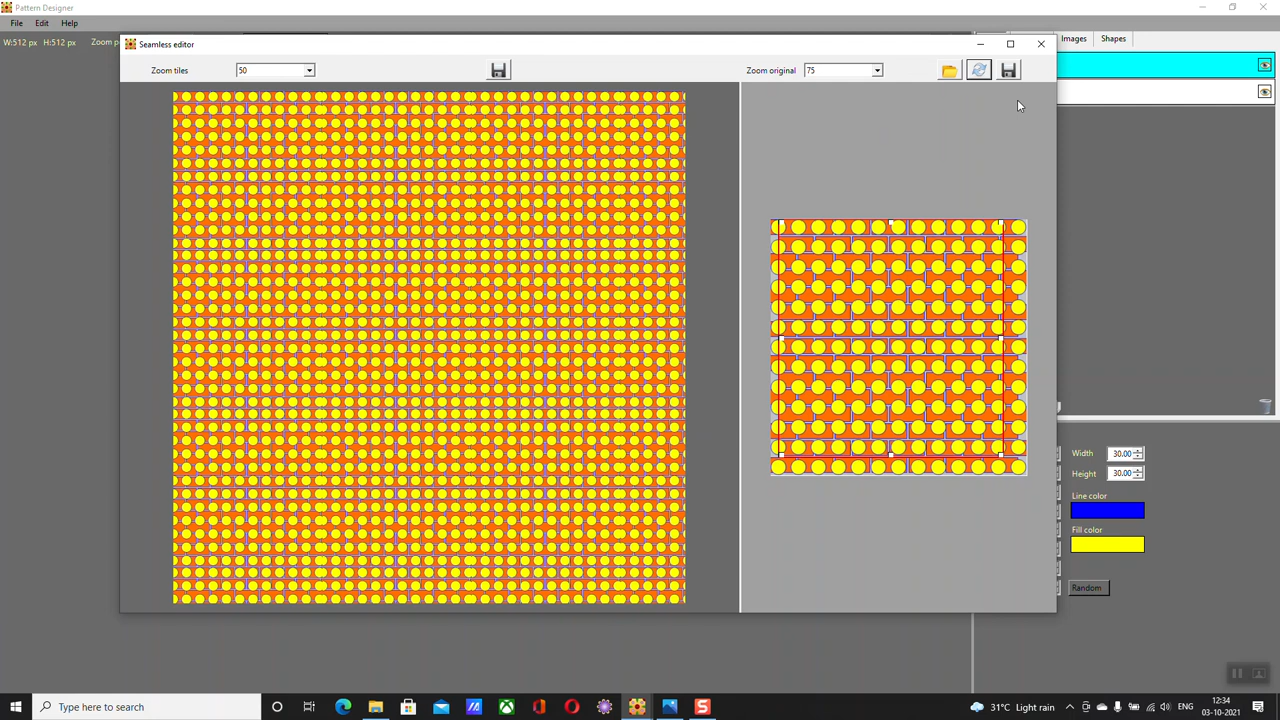 Pattern Designer
File Edit Help
W:512 px H:512 px Zoom p
Images Shapes
Seamless editor
Zoom tiles 50
Zoom original 75
Width 30.00
Height 30.00
Line color
Fill color
Random
Type here to search
31°C Light rain
ENG
12:34
03-10-2021